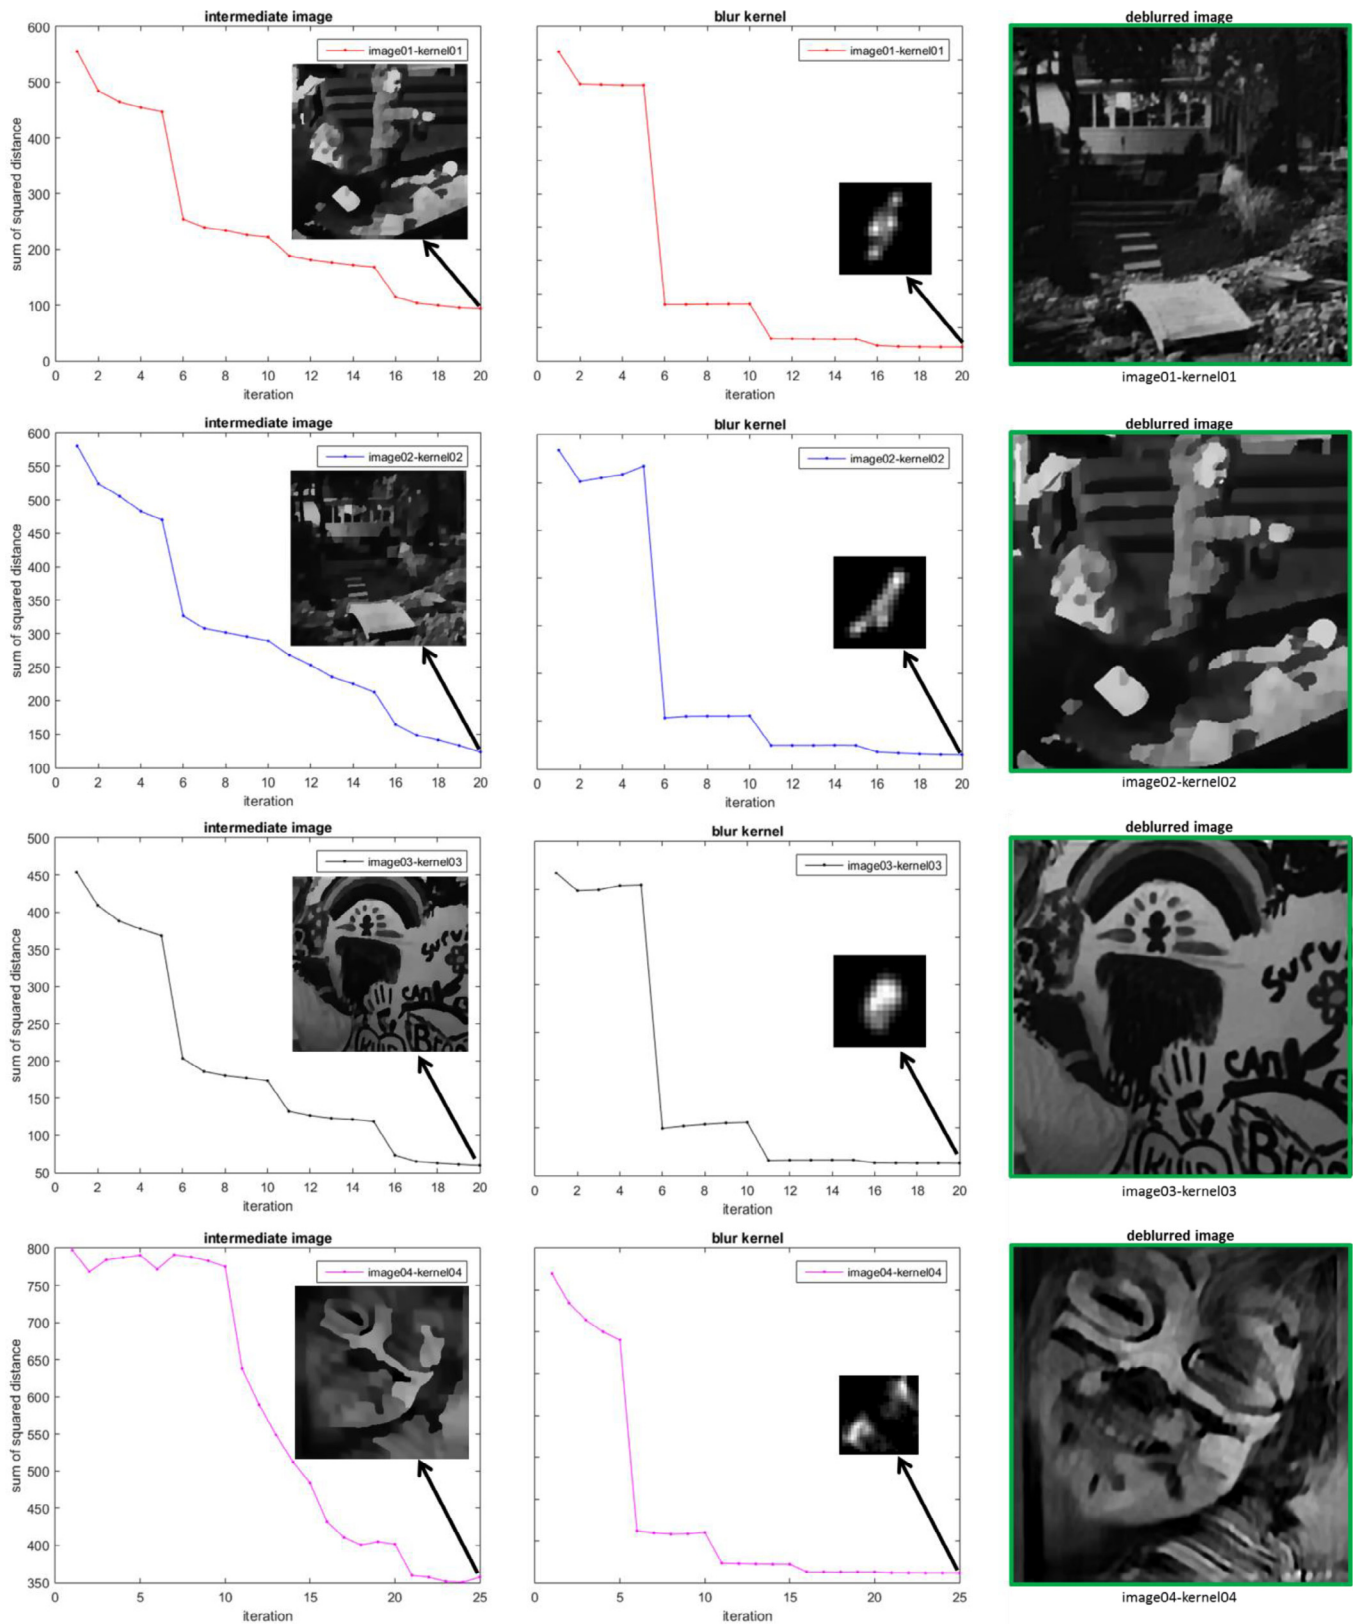 intermediate image
blur kernel
deblurred image
600
500
400
300
200
100
0
sum of squared distance
image01-kernel01
0 2 4 6 8 10 12 14 16 18 20
iteration
image01-kernel01
0 2 4 6 8 10 12 14 16 18 20
iteration
image01-kernel01
intermediate image
blur kernel
deblurred image
600
550
500
450
400
350
300
250
200
150
100
sum of squared distance
image02-kernel02
0 2 4 6 8 10 12 14 16 18 20
iteration
image02-kernel02
0 2 4 6 8 10 12 14 16 18 20
iteration
image02-kernel02
intermediate image
blur kernel
deblurred image
500
450
400
350
300
250
200
150
100
50
sum of squared distance
image03-kernel03
0 2 4 6 8 10 12 14 16 18 20
iteration
image03-kernel03
0 2 4 6 8 10 12 14 16 18 20
iteration
Surv
CAN
Bro
image03-kernel03
intermediate image
blur kernel
deblurred image
800
750
700
650
600
550
500
450
400
350
sum of squared distance
image04-kernel04
0 5 10 15 20 25
iteration
image04-kernel04
0 5 10 15 20 25
iteration
image04-kernel04